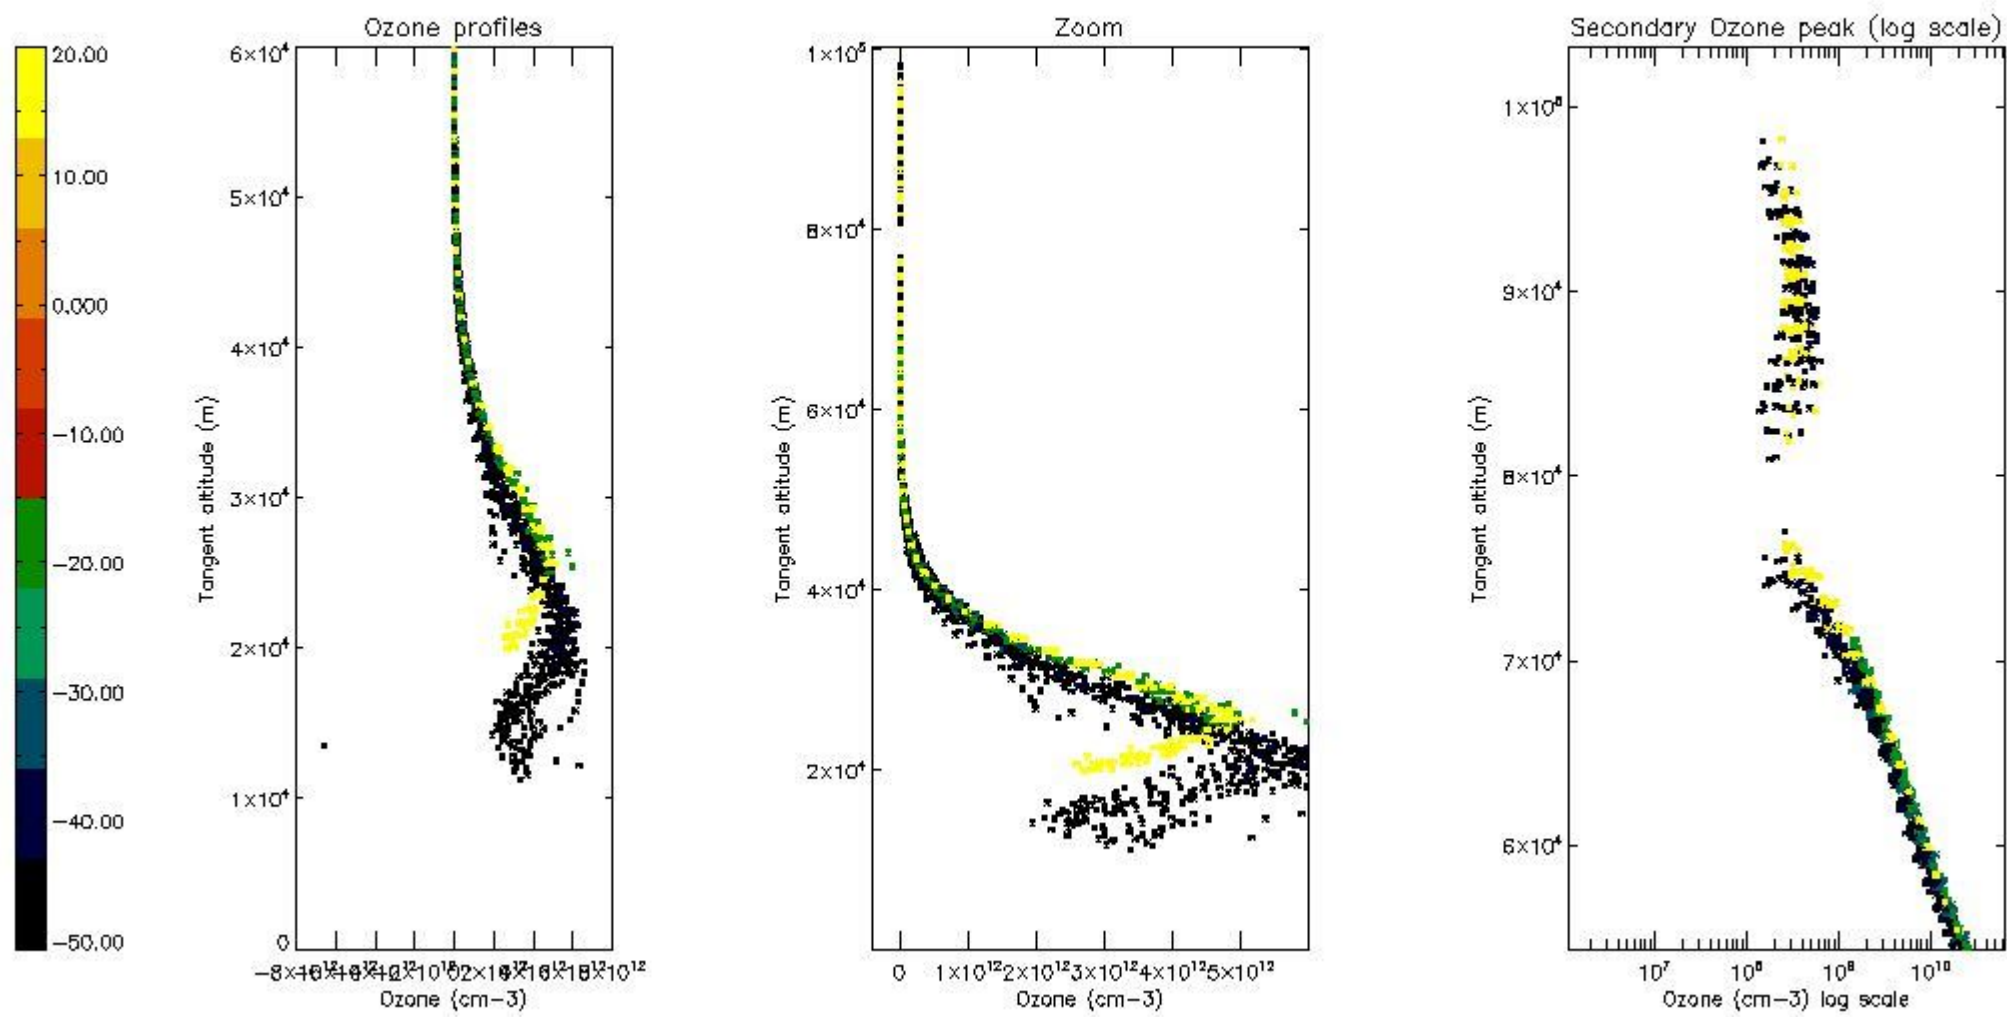 Ozone profiles
Zoom
Secondary Ozone peak (log scale)
20.00
10.00
0.000
−10.00
−20.00
−30.00
−40.00
−50.00
6×10⁴
5×10⁴
4×10⁴
3×10⁴
2×10⁴
1×10⁴
0
Tangent altitude (m)
Ozone (cm−3)
1×10⁵
8×10⁴
6×10⁴
4×10⁴
2×10⁴
Tangent altitude (m)
0 1×10¹² 2×10¹² 3×10¹² 4×10¹² 5×10¹²
Ozone (cm−3)
1×10⁵
9×10⁴
8×10⁴
7×10⁴
6×10⁴
Tangent altitude (m)
10⁷ 10⁸ 10⁹ 10¹⁰
Ozone (cm−3) log scale